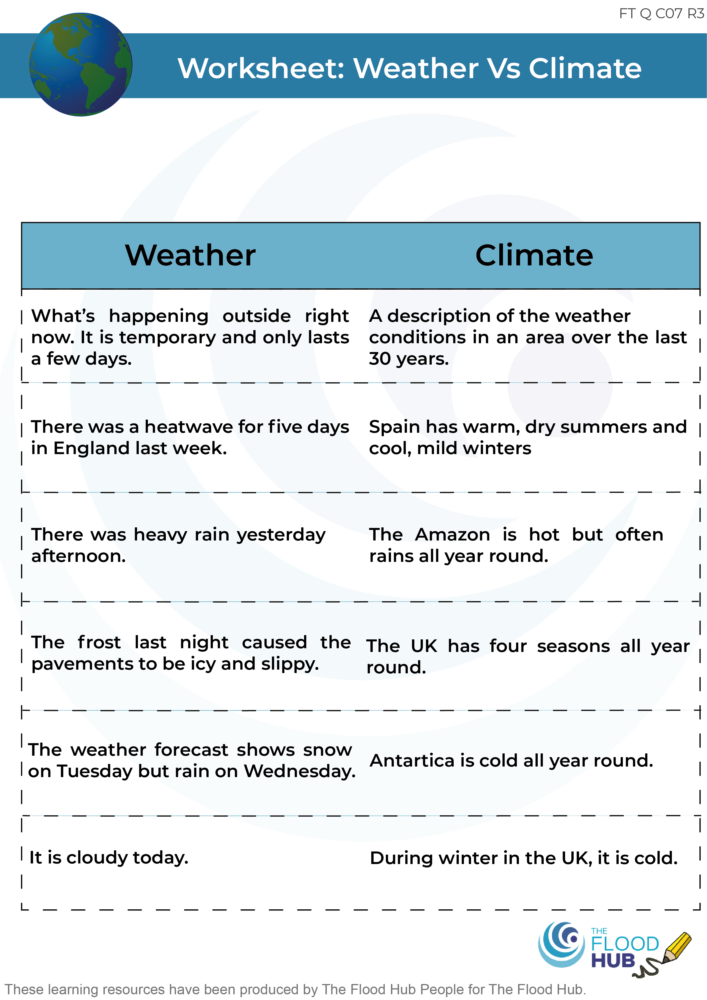 FT Q C07 R3
Worksheet: Weather Vs Climate
Weather
Climate
What's happening outside right
now. It is temporary and only lasts
a few days.
A description of the weather
conditions in an area over the last
30 years.
There was a heatwave for five days
in England last week.
Spain has warm, dry summers and
cool, mild winters
There was heavy rain yesterday
afternoon.
The Amazon is hot but often
rains all year round.
The frost last night caused the
pavements to be icy and slippy.
The UK has four seasons all year
round.
The weather forecast shows snow
on Tuesday but rain on Wednesday.
Antartica is cold all year round.
It is cloudy today.
During winter in the UK, it is cold.
THE
FLOOD
HUB
These learning resources have been produced by The Flood Hub People for The Flood Hub.